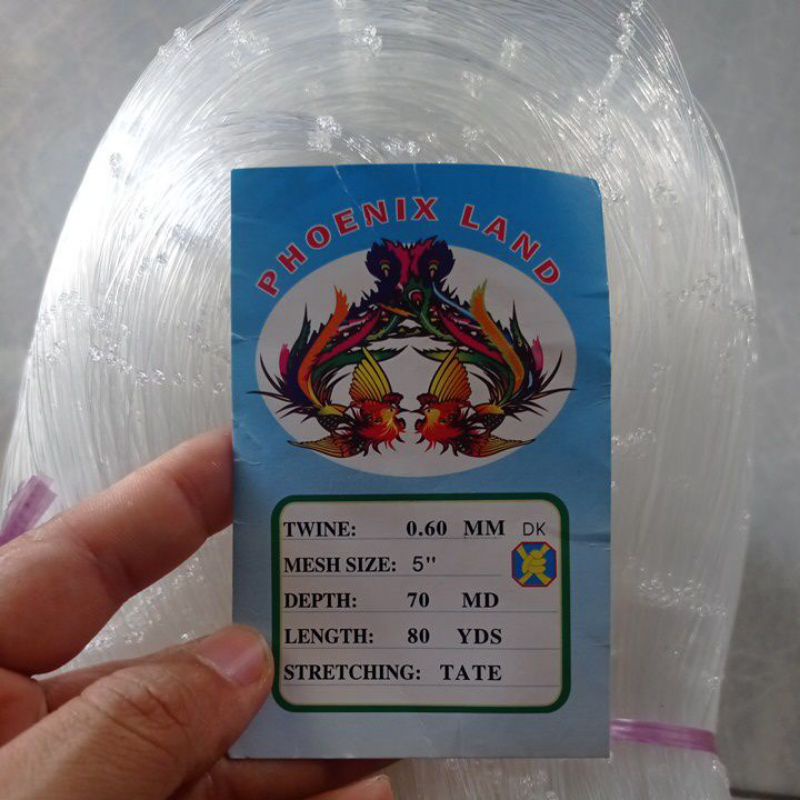 PHOENIX LAND
TWINE: 0.60 MM DK
MESH SIZE: 5"
DEPTH: 70 MD
LENGTH: 80 YDS
STRETCHING: TATE